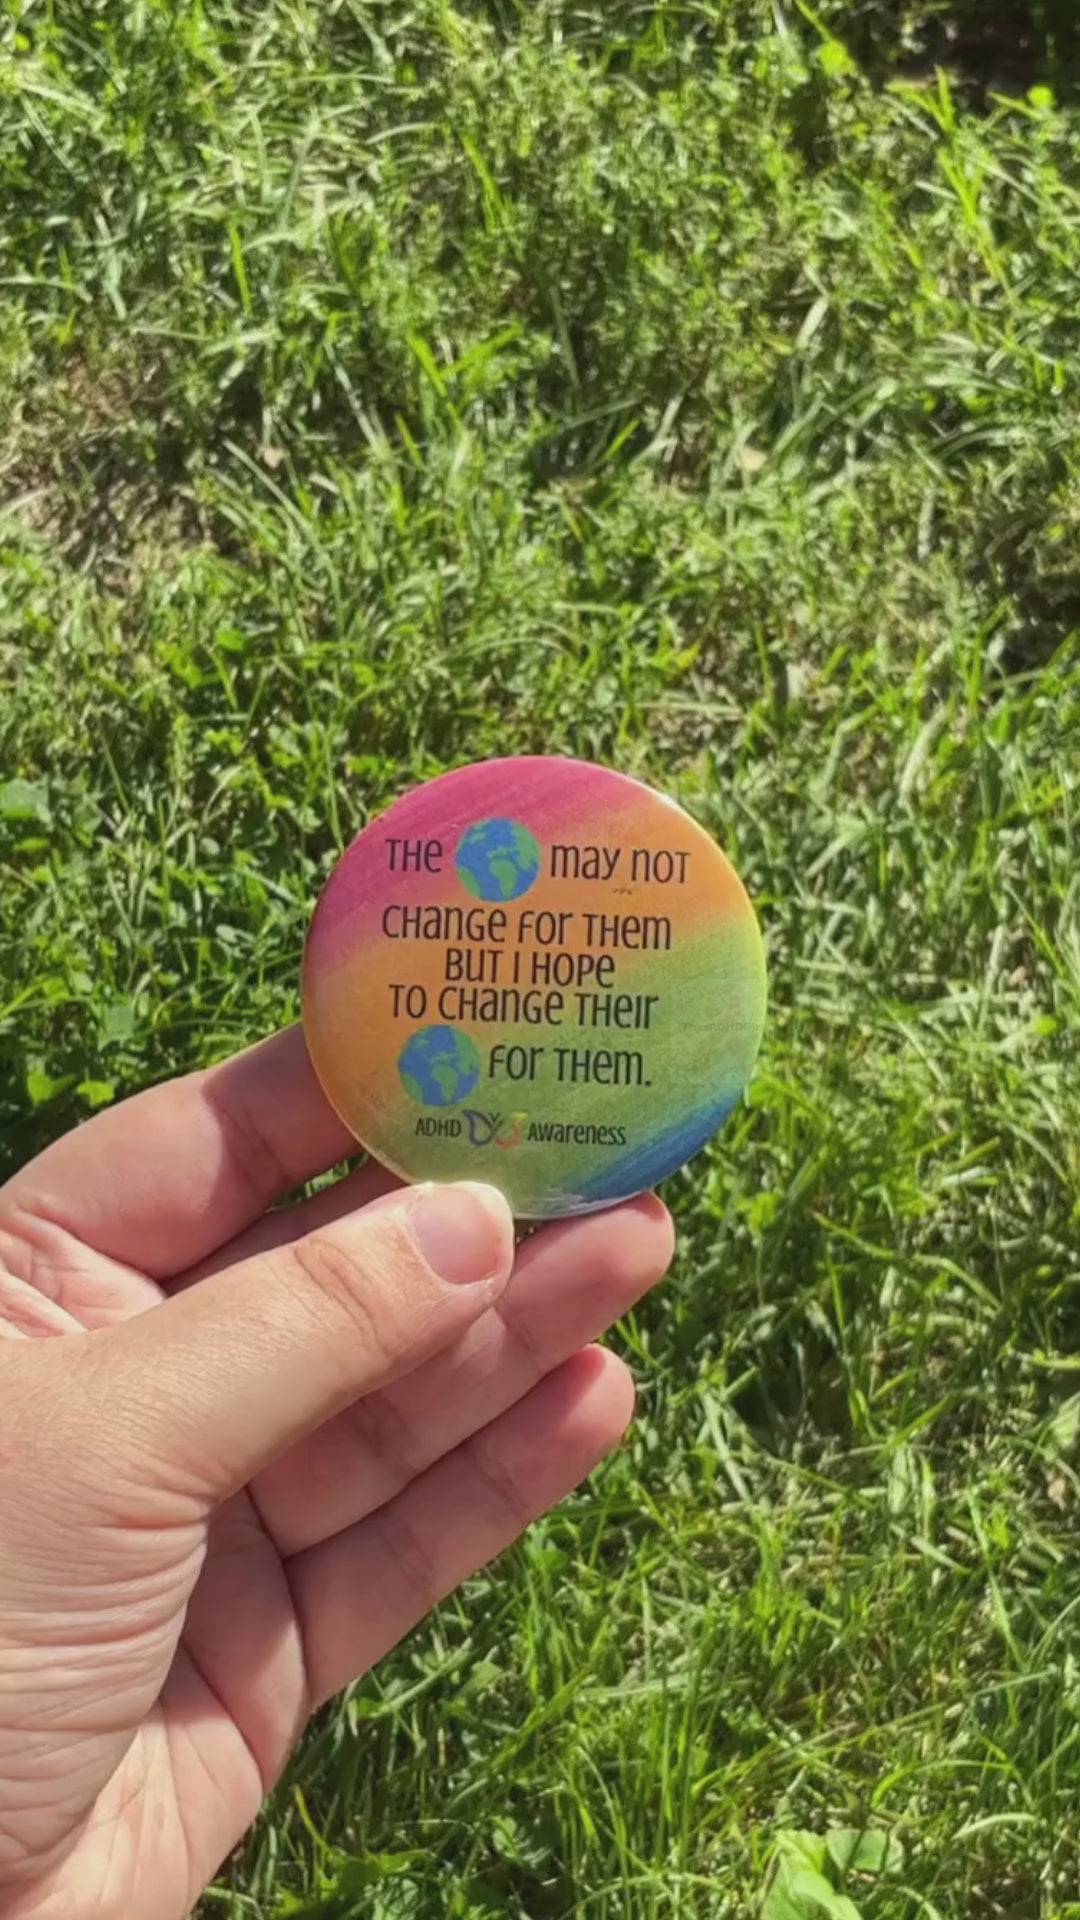 THE 🌎 may NOT
CHANGE FOR THEM
BUT I HOPE
TO CHANGE THEIR
🌎 FOR THEM.
ADHD Awareness